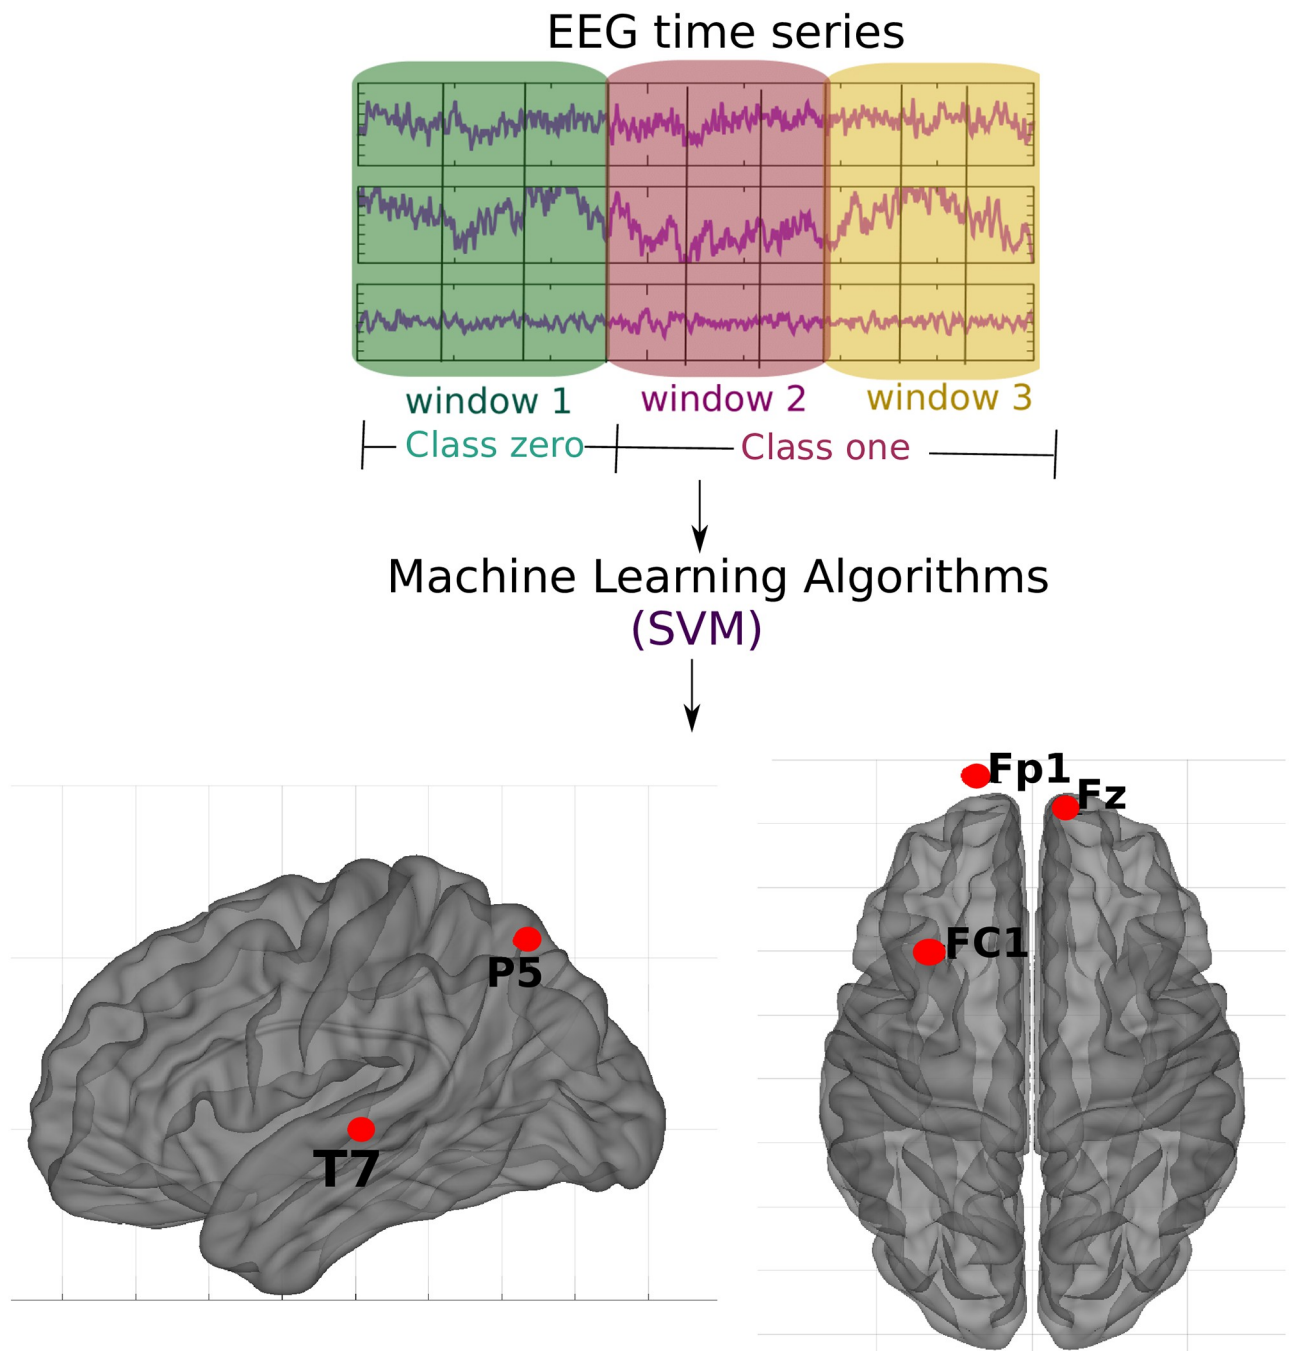 EEG time series
window 1 window 2 window 3
Class zero Class one
Machine Learning Algorithms
(SVM)
P5
T7
Fp1
Fz
FC1